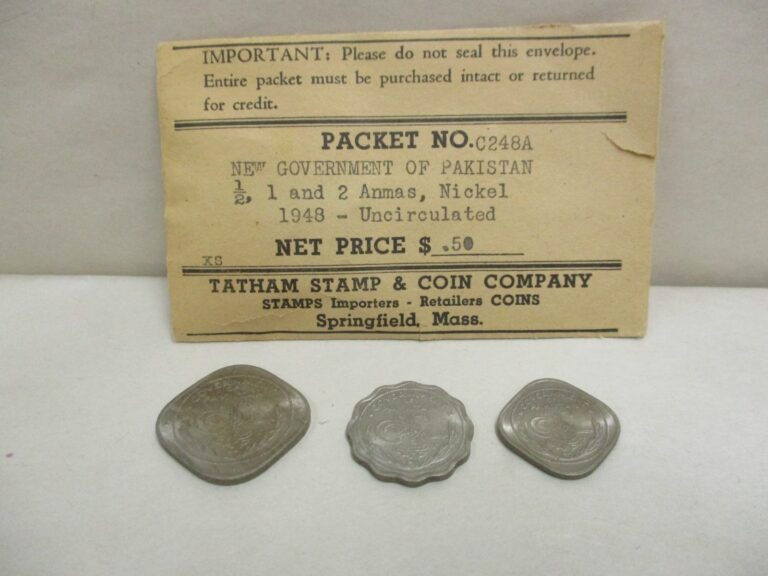 IMPORTANT: Please do not seal this envelope.
Entire packet must be purchased intact or returned
for credit.
PACKET NO. C248A
NEW GOVERNMENT OF PAKISTAN
½, 1 and 2 Anmas, Nickel
1948 - Uncirculated
NET PRICE $ .50
XS
TATHAM STAMP & COIN COMPANY
STAMPS Importers - Retailers COINS
Springfield, Mass.